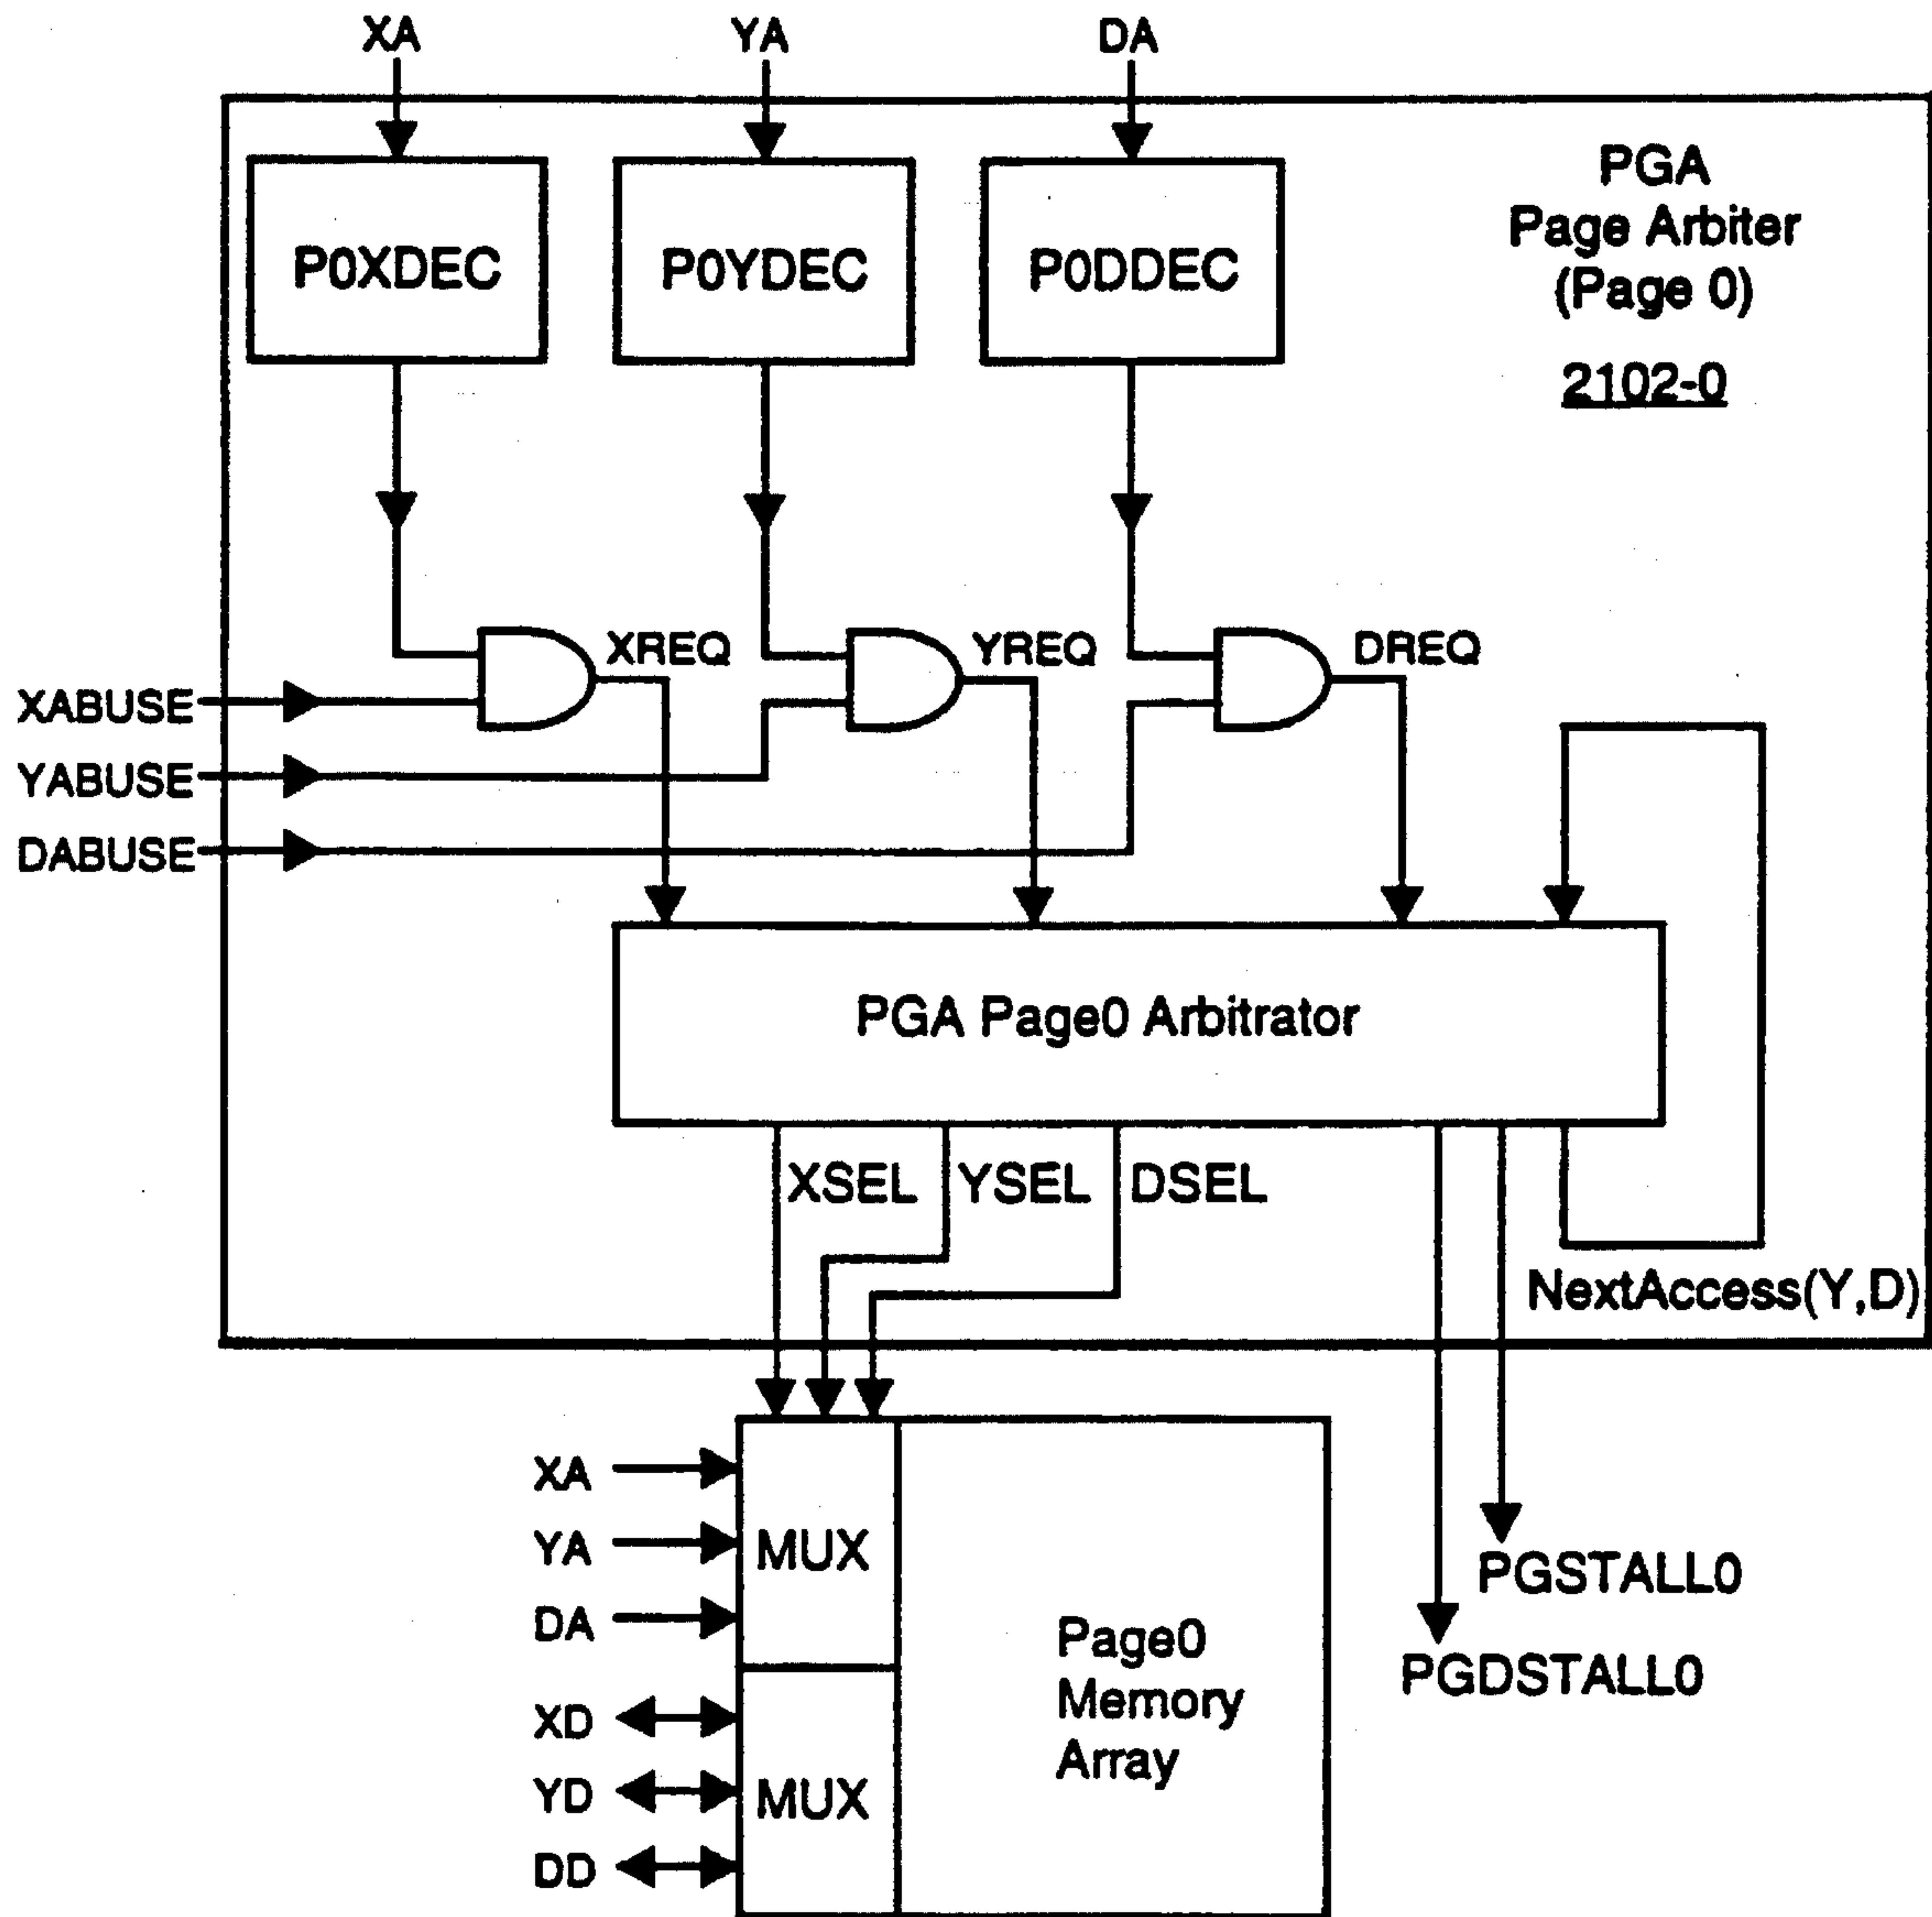 XA
YA
DA
PGA
Page Arbiter
(Page 0)
2102-0
P0XDEC
P0YDEC
P0DDEC
XREQ
YREQ
DREQ
XABUSE
YABUSE
DABUSE
PGA Page0 Arbitrator
XSEL
YSEL
DSEL
NextAccess(Y,D)
XA
YA
DA
MUX
XD
YD
DD
MUX
Page0
Memory
Array
PGSTALL0
PGDSTALL0